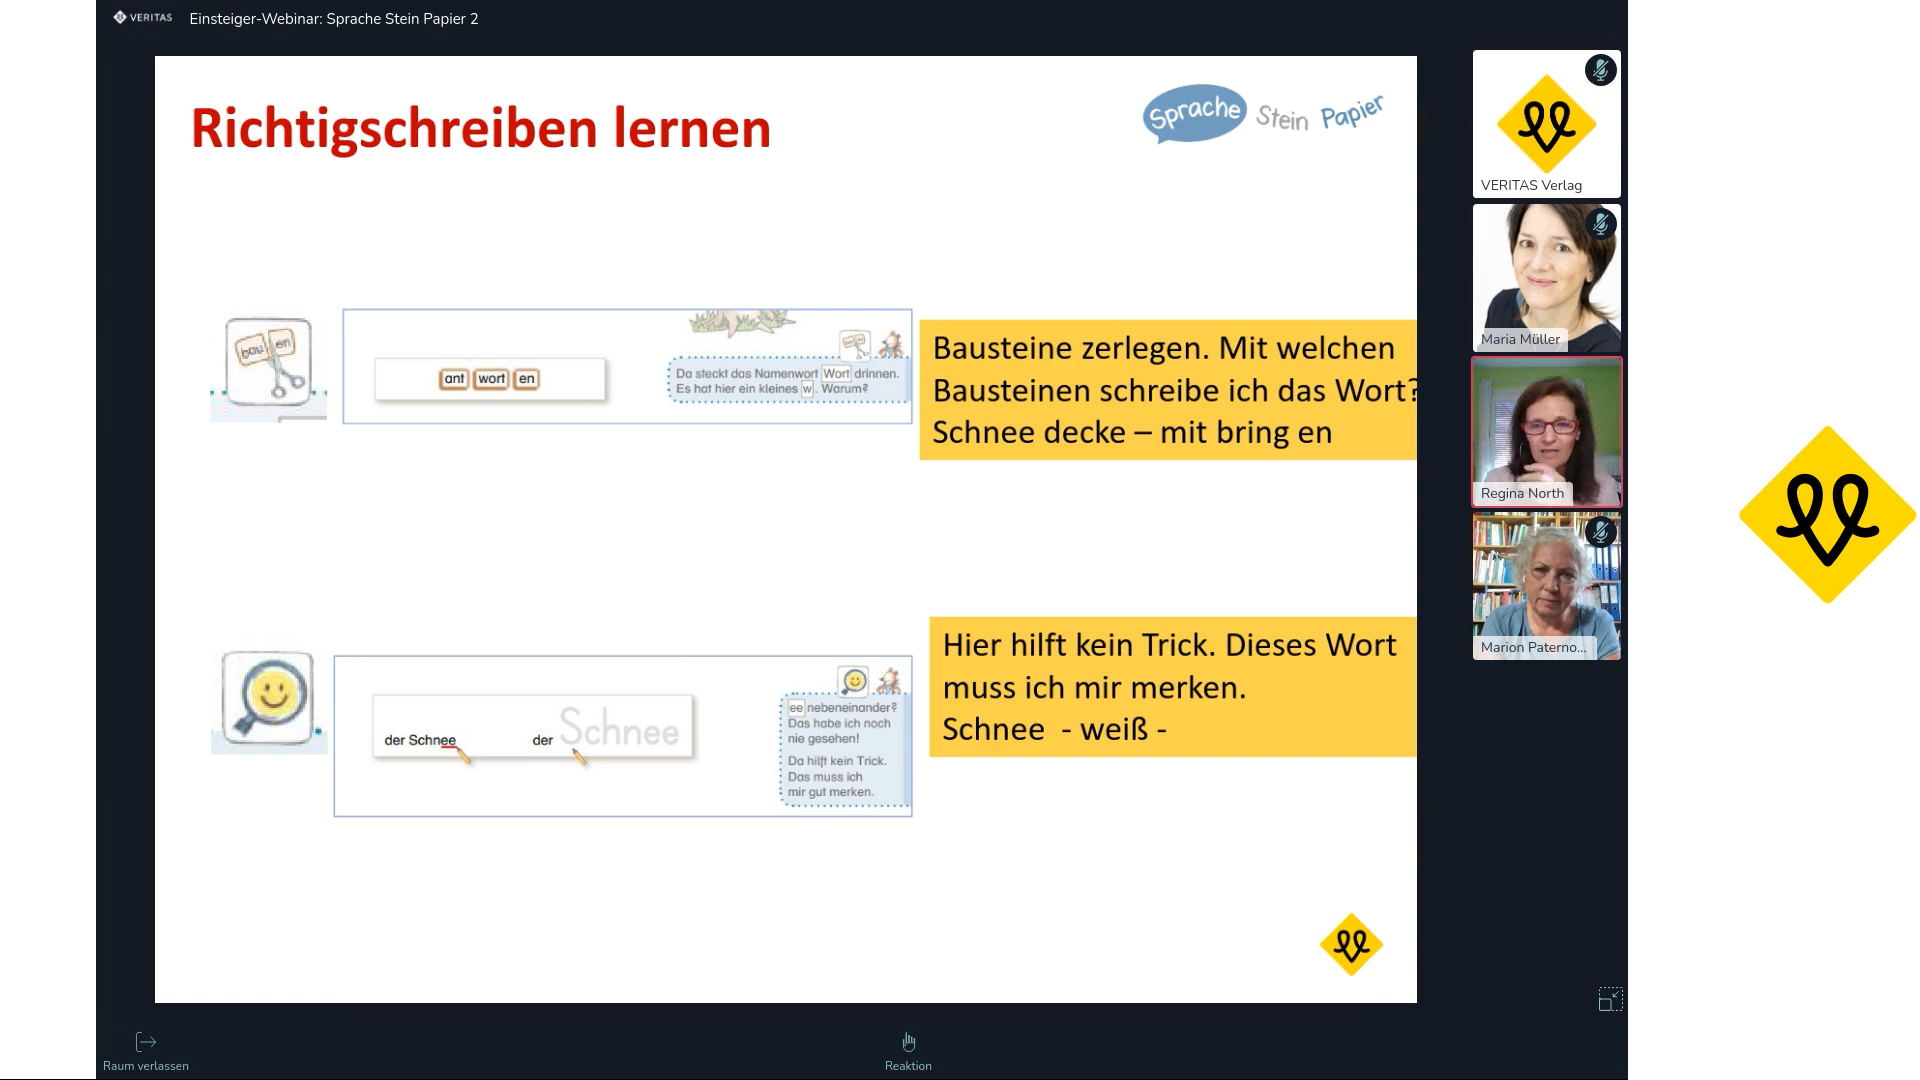 VERITAS Einsteiger-Webinar: Sprache Stein Papier 2
Richtigschreiben lernen
Sprache Stein Papier
bau en
ant wort en
Da steckt das Namenwort Wort drinnen.
Es hat hier ein kleines w. Warum?
Bausteine zerlegen. Mit welchen
Bausteinen schreibe ich das Wort?
Schnee decke – mit bring en
der Schnee der Schnee
ee nebeneinander?
Das habe ich noch
nie gesehen!
Da hilft kein Trick.
Das muss ich
mir gut merken.
Hier hilft kein Trick. Dieses Wort
muss ich mir merken.
Schnee - weiß -
VERITAS Verlag
Maria Müller
Regina North
Marion Paterno...
Raum verlassen
Reaktion